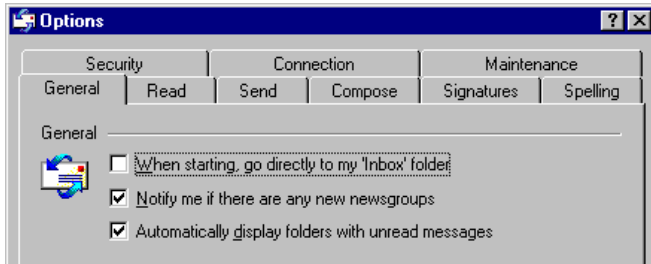 Options
Security Connection Maintenance
General Read Send Compose Signatures Spelling
General
When starting, go directly to my 'Inbox' folder
Notify me if there are any new newsgroups
Automatically display folders with unread messages